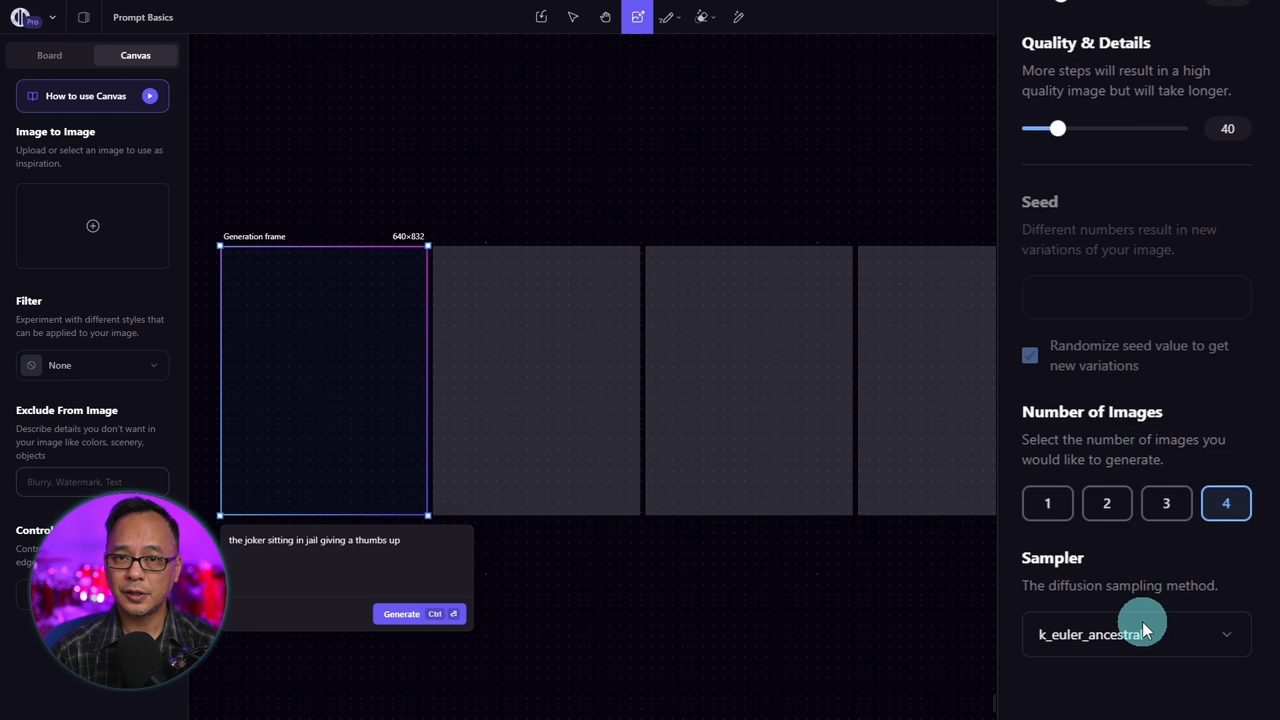 Pro
Prompt Basics
Board
Canvas
How to use Canvas
Image to Image
Upload or select an image to use as
inspiration.
Filter
Experiment with different styles that
can be applied to your image.
None
Exclude From Image
Describe details you don't want in
your image like colors, scenery,
objects
Blurry, Watermark, Text
Generation frame
640×832
the joker sitting in jail giving a thumbs up
Generate Ctrl
Quality & Details
More steps will result in a high
quality image but will take longer.
40
Seed
Different numbers result in new
variations of your image.
Randomize seed value to get
new variations
Number of Images
Select the number of images you
would like to generate.
1
2
3
4
Sampler
The diffusion sampling method.
k_euler_ancestral